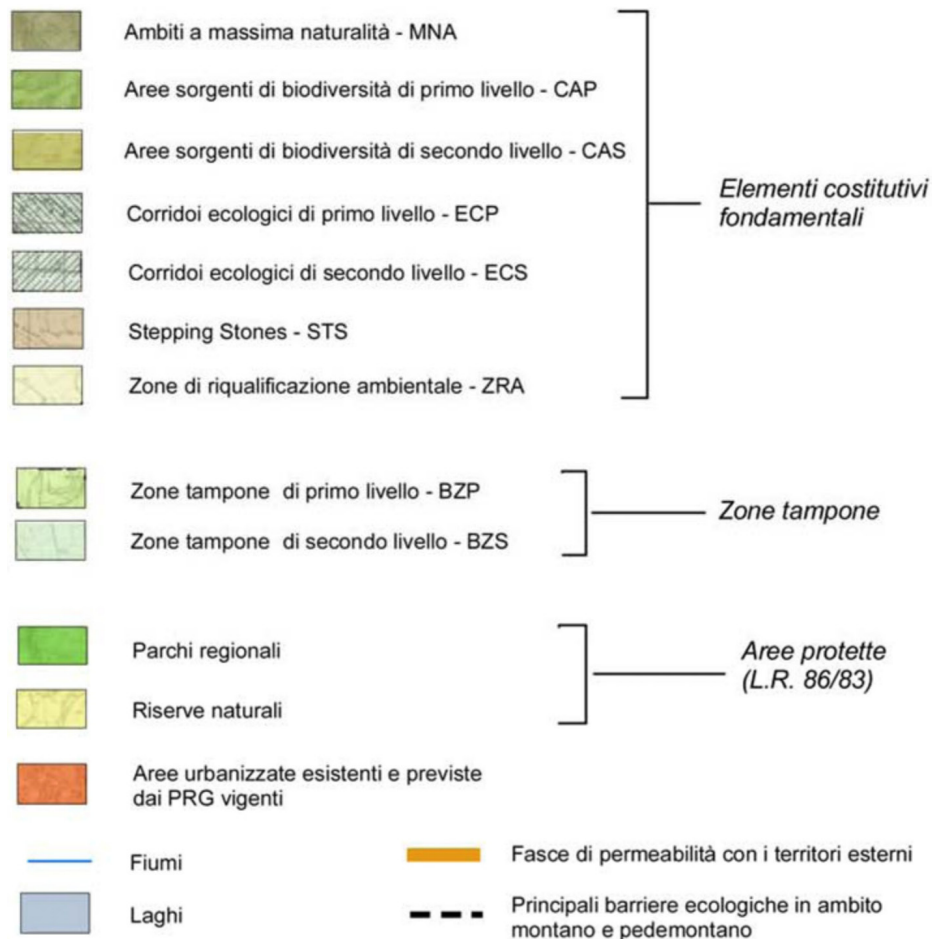 Ambiti a massima naturalità - MNA
Aree sorgenti di biodiversità di primo livello - CAP
Aree sorgenti di biodiversità di secondo livello - CAS
Corridoi ecologici di primo livello - ECP
Corridoi ecologici di secondo livello - ECS
Stepping Stones - STS
Zone di riqualificazione ambientale - ZRA
Elementi costitutivi
fondamentali
Zone tampone di primo livello - BZP
Zone tampone di secondo livello - BZS
Zone tampone
Parchi regionali
Riserve naturali
Aree protette
(L.R. 86/83)
Aree urbanizzate esistenti e previste
dai PRG vigenti
Fiumi
Laghi
Fasce di permeabilità con i territori esterni
Principali barriere ecologiche in ambito
montano e pedemontano